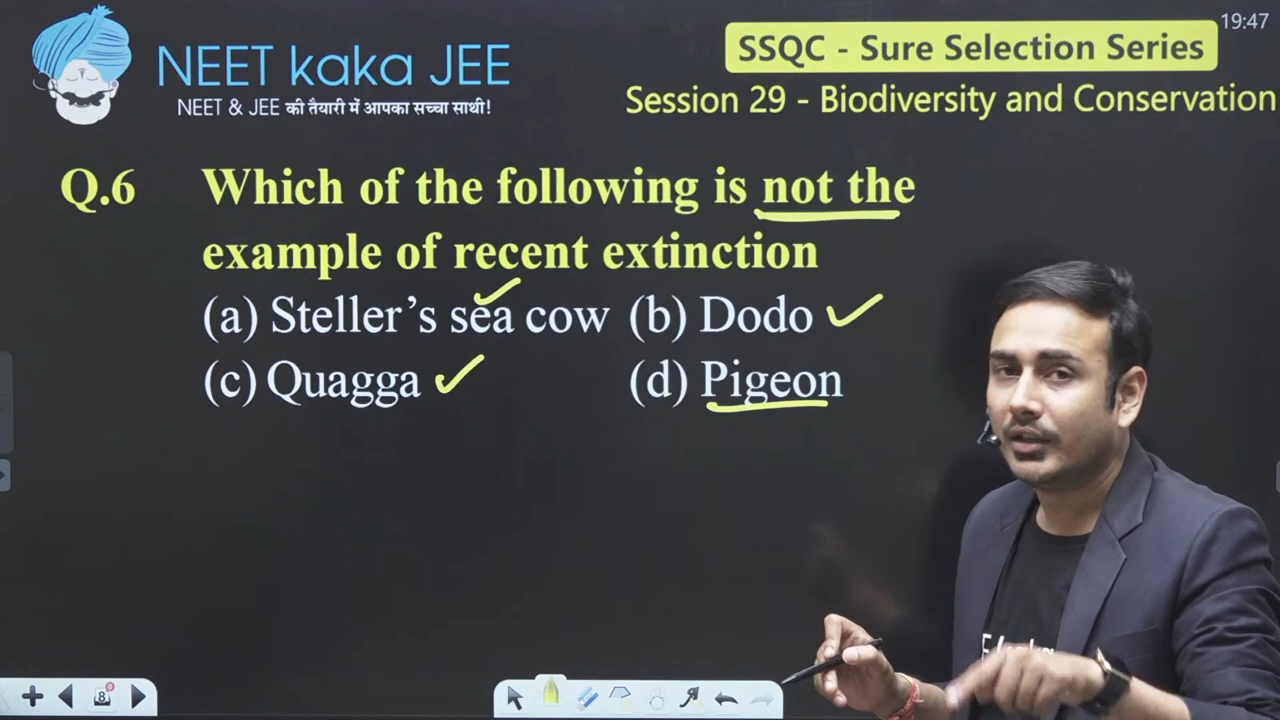 19:47
NEET kaka JEE
NEET & JEE की तैयारी में आपका सच्चा साथी!
SSQC - Sure Selection Series
Session 29 - Biodiversity and Conservation
Q.6 Which of the following is not the
example of recent extinction
(a) Steller’s sea cow (b) Dodo
(c) Quagga (d) Pigeon
8